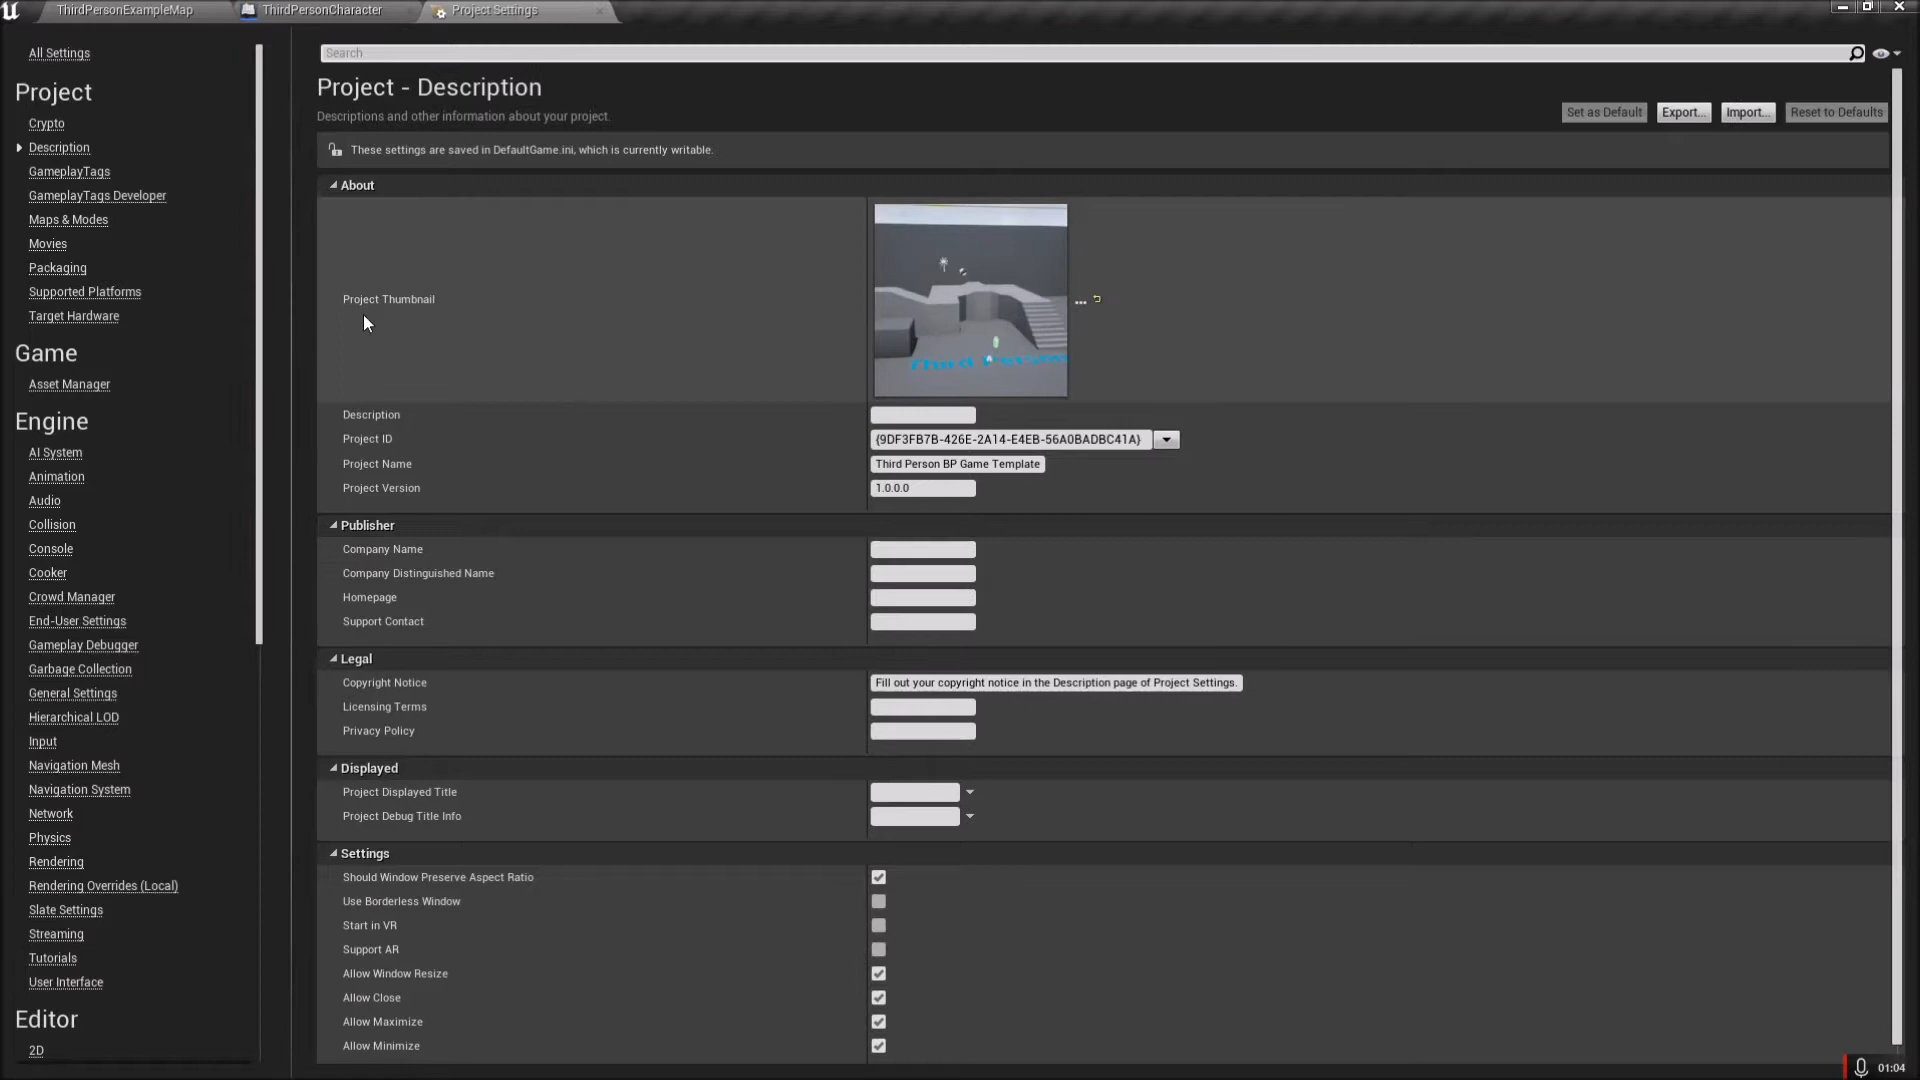 ThirdPersonExampleMap
ThirdPersonCharacter
Project Settings
All Settings
Project
Crypto
Description
GameplayTags
GameplayTags Developer
Maps & Modes
Movies
Packaging
Supported Platforms
Target Hardware
Game
Asset Manager
Engine
AI System
Animation
Audio
Collision
Console
Cooker
Crowd Manager
End-User Settings
Gameplay Debugger
Garbage Collection
General Settings
Hierarchical LOD
Input
Navigation Mesh
Navigation System
Network
Physics
Rendering
Rendering Overrides (Local)
Slate Settings
Streaming
Tutorials
User Interface
Editor
2D
Search
Project - Description
Descriptions and other information about your project.
Set as Default
Export...
Import...
Reset to Defaults
These settings are saved in DefaultGame.ini, which is currently writable.
About
Project Thumbnail
Third Person
...
Description
Project ID
{9DF3FB7B-426E-2A14-E4EB-56A0BADBC41A}
Project Name
Third Person BP Game Template
Project Version
1.0.0.0
Publisher
Company Name
Company Distinguished Name
Homepage
Support Contact
Legal
Copyright Notice
Fill out your copyright notice in the Description page of Project Settings.
Licensing Terms
Privacy Policy
Displayed
Project Displayed Title
Project Debug Title Info
Settings
Should Window Preserve Aspect Ratio
Use Borderless Window
Start in VR
Support AR
Allow Window Resize
Allow Close
Allow Maximize
Allow Minimize
01:04